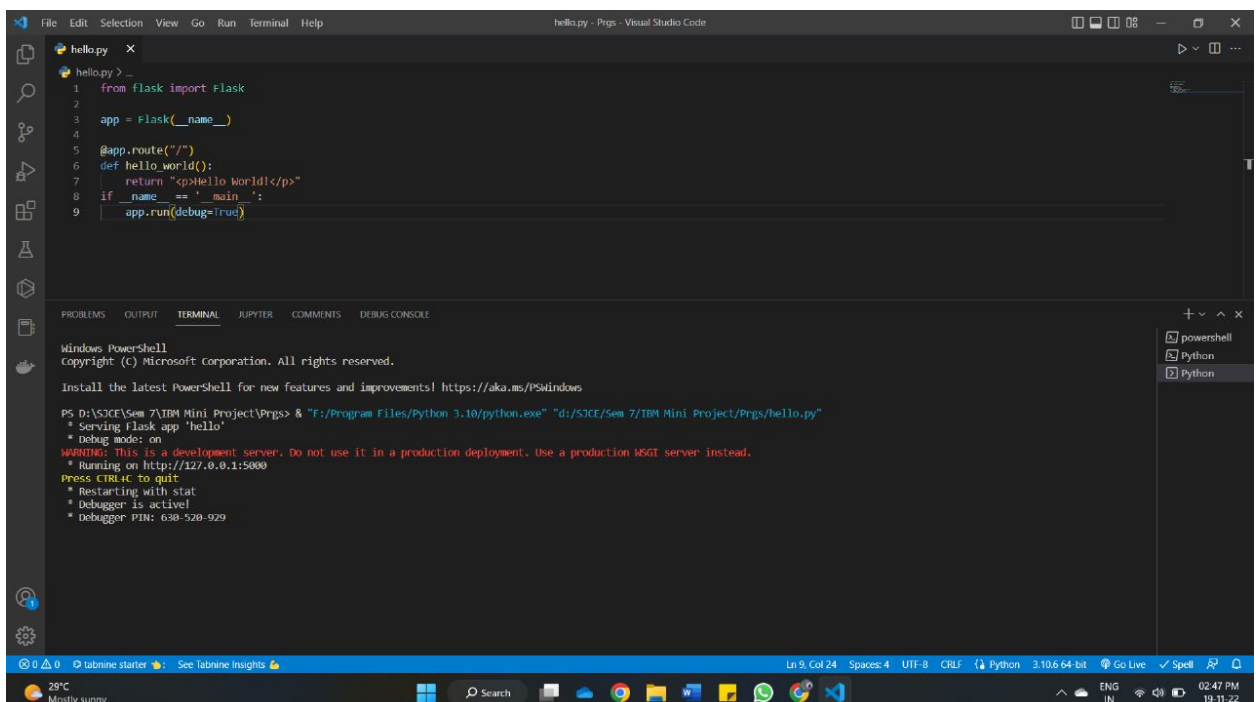 File Edit Selection View Go Run Terminal Help
hello.py - Prgs - Visual Studio Code
hello.py
hello.py > ...
1 from flask import Flask
2
3 app = Flask(__name__)
4
5 @app.route("/")
6 def hello_world():
7 return "<p>Hello World!</p>"
8 if __name__ == '__main__':
9 app.run(debug=True)
PROBLEMS OUTPUT TERMINAL JUPYTER COMMENTS DEBUG CONSOLE
powershell
Python
Python
Windows PowerShell
Copyright (C) Microsoft Corporation. All rights reserved.
Install the latest PowerShell for new features and improvements! https://aka.ms/PSWindows
PS D:\SJCE\Sem 7\IBM Mini Project\Prgs> & "F:/Program Files/Python 3.10/python.exe" "d:/SJCE/Sem 7/IBM Mini Project/Prgs/hello.py"
* Serving Flask app 'hello'
* Debug mode: on
WARNING: This is a development server. Do not use it in a production deployment. Use a production WSGI server instead.
* Running on http://127.0.0.1:5000
Press CTRL+C to quit
* Restarting with stat
* Debugger is active!
* Debugger PIN: 630-520-929
1
0 0 tabnine starter See Tabnine Insights
Ln 9, Col 24 Spaces: 4 UTF-8 CRLF Python 3.10.6 64-bit Go Live Spell
29°C
Mostly sunny
Search
ENG
IN
02:47 PM
19-11-22